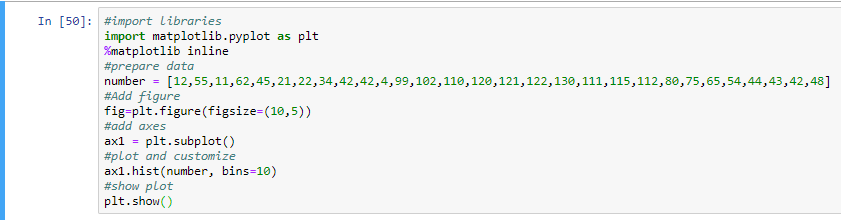 In [50]: #import libraries
import matplotlib.pyplot as plt
%matplotlib inline
#prepare data
number = [12,55,11,62,45,21,22,34,42,42,4,99,102,110,120,121,122,130,111,115,112,80,75,65,54,44,43,42,48]
#Add figure
fig=plt.figure(figsize=(10,5))
#add axes
ax1 = plt.subplot()
#plot and customize
ax1.hist(number, bins=10)
#show plot
plt.show()